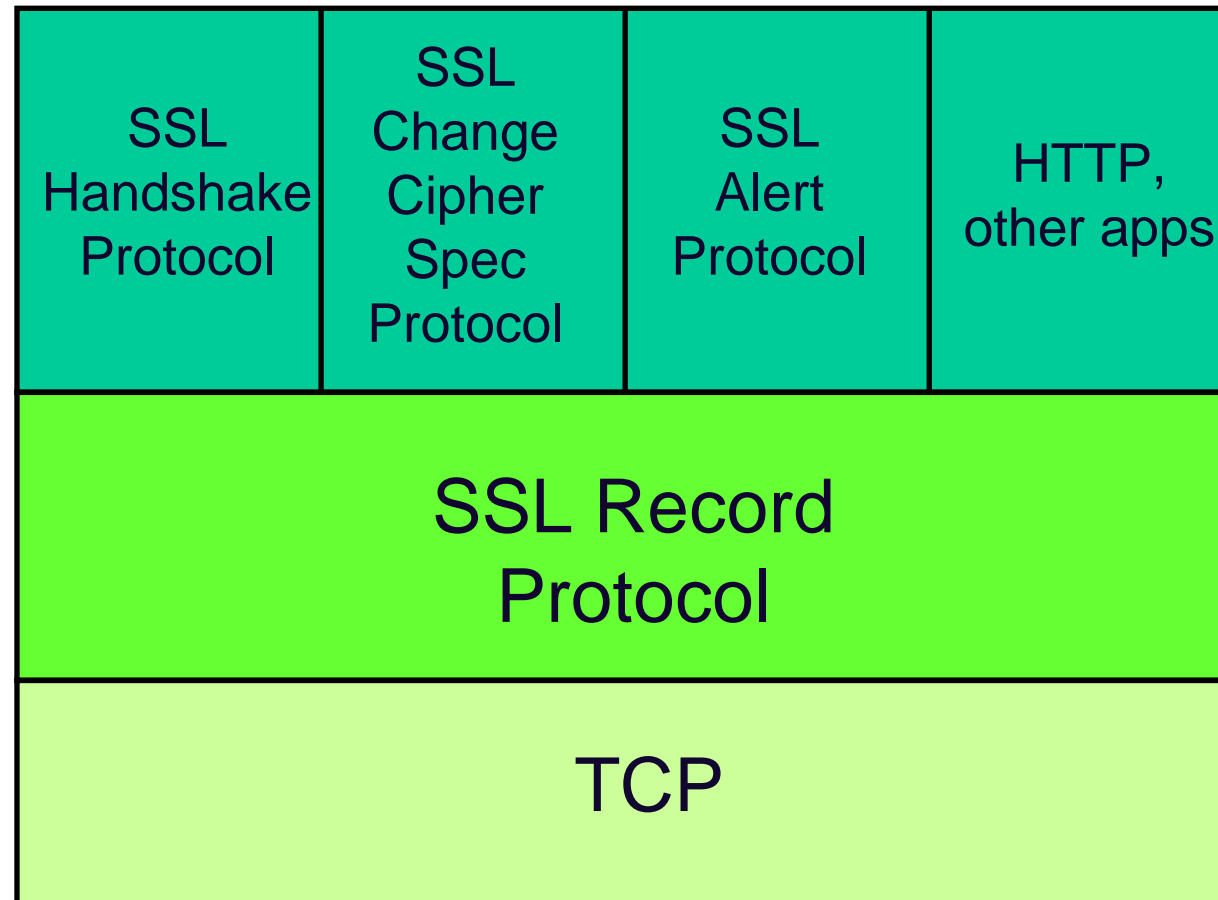 SSL
Handshake
Protocol
SSL
Change
Cipher
Spec
Protocol
SSL
Alert
Protocol
HTTP,
other apps
SSL Record
Protocol
TCP